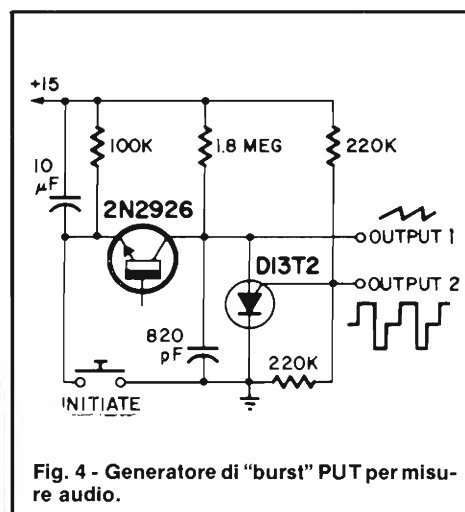 +15
100K
1.8 MEG
220K
10
µF
2N2926
OUTPUT 1
D13T2
OUTPUT 2
820
pF
220K
INITIATE
Fig. 4 - Generatore di "burst" PUT per misu-
re audio.